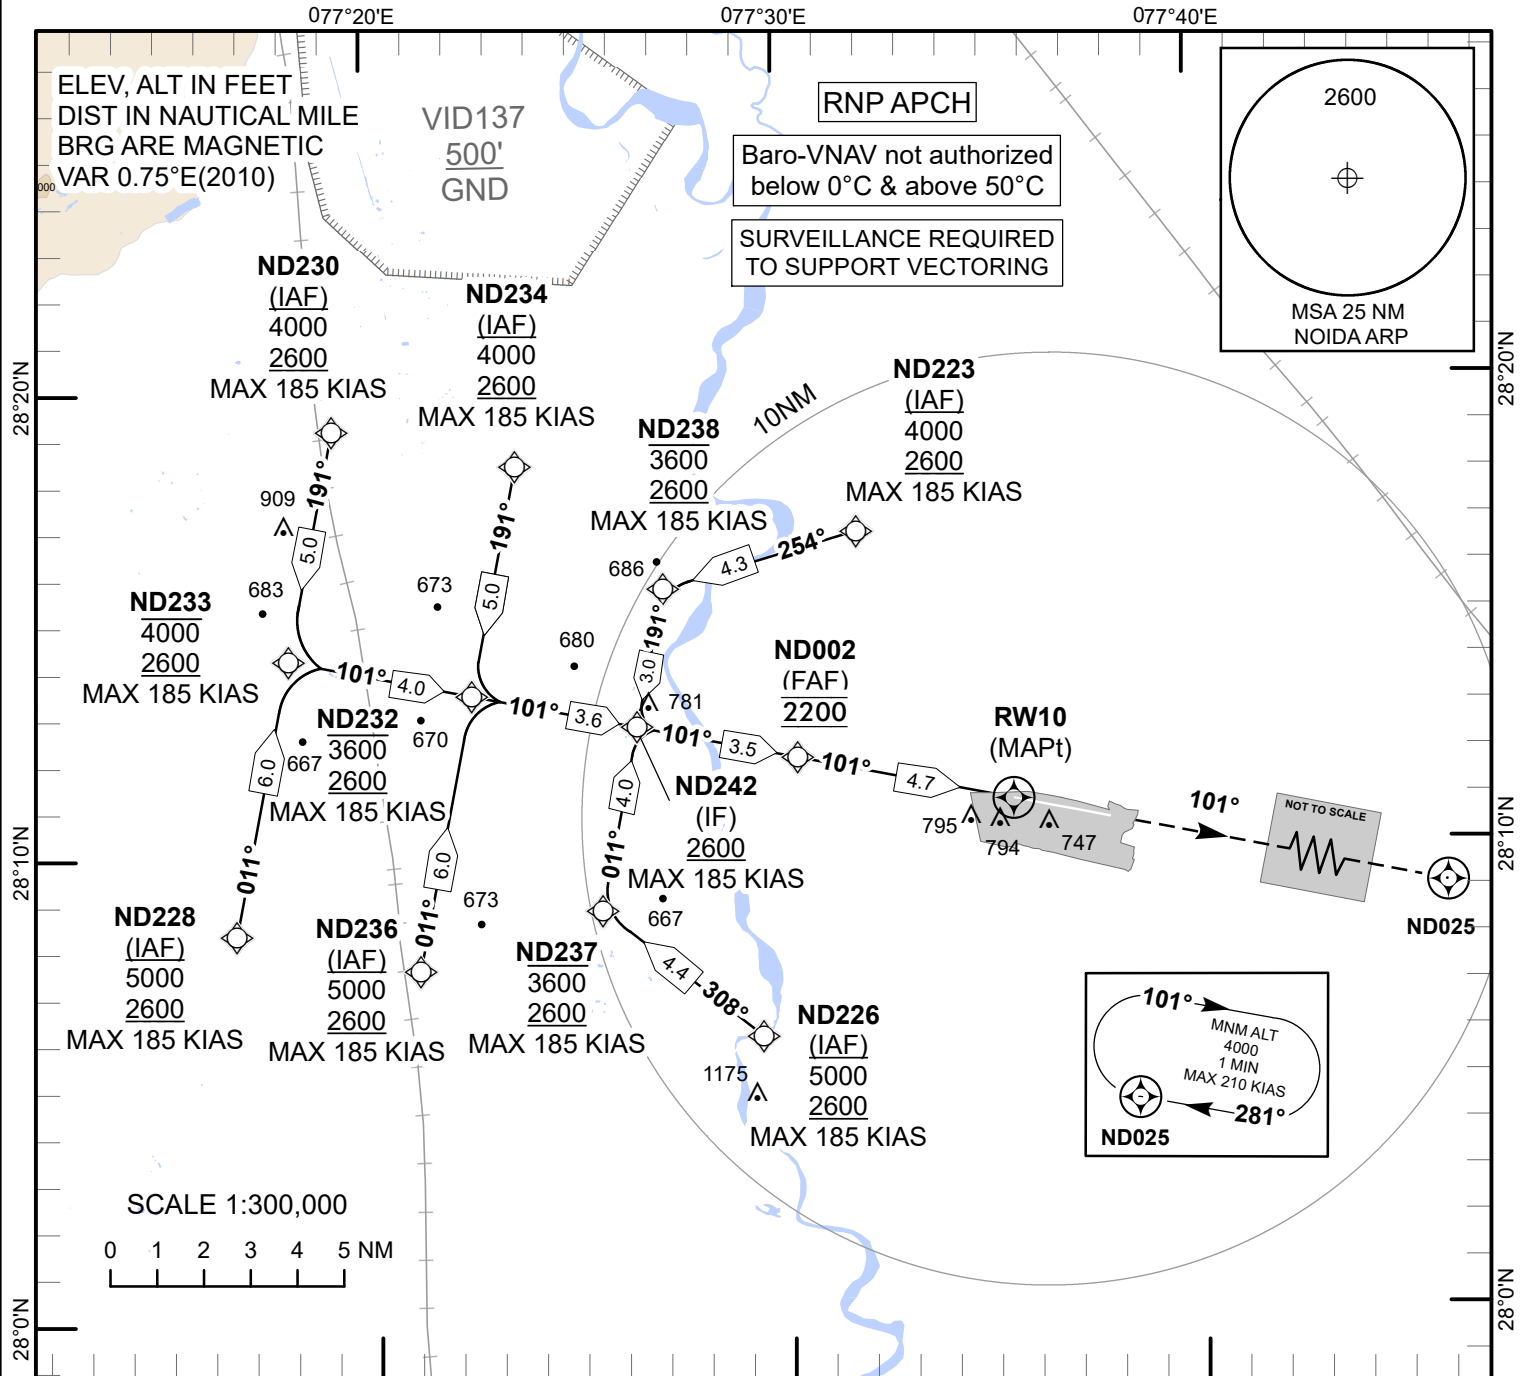 077°20'E
077°30'E
077°40'E
ELEV, ALT IN FEET
DIST IN NAUTICAL MILE
BRG ARE MAGNETIC
VAR 0.75°E(2010)
000
VID137
500'
GND
RNP APCH
Baro-VNAV not authorized
below 0°C & above 50°C
SURVEILLANCE REQUIRED
TO SUPPORT VECTORING
2600
MSA 25 NM
NOIDA ARP
28°20'N
28°20'N
ND230
(IAF)
4000
2600
MAX 185 KIAS
ND234
(IAF)
4000
2600
MAX 185 KIAS
ND238
3600
2600
MAX 185 KIAS
10NM
ND223
(IAF)
4000
2600
MAX 185 KIAS
191°
5.0
909
191°
5.0
254°
4.3
686
191°
3.0
683
673
680
781
ND233
4000
2600
MAX 185 KIAS
101°
4.0
101°
3.6
101°
3.5
101°
4.7
ND002
(FAF)
2200
RW10
(MAPt)
ND232
3600
2600
MAX 185 KIAS
670
667
6.0
011°
6.0
011°
4.0
011°
ND242
(IF)
2600
MAX 185 KIAS
795
794
747
101°
NOT TO SCALE
ND025
28°10'N
28°10'N
673
667
ND228
(IAF)
5000
2600
MAX 185 KIAS
ND236
(IAF)
5000
2600
MAX 185 KIAS
ND237
3600
2600
MAX 185 KIAS
4.4
308°
ND226
(IAF)
5000
2600
MAX 185 KIAS
1175
101°
MNM ALT
4000
1 MIN
MAX 210 KIAS
281°
ND025
SCALE 1:300,000
0 1 2 3 4 5 NM
28°0'N
28°0'N